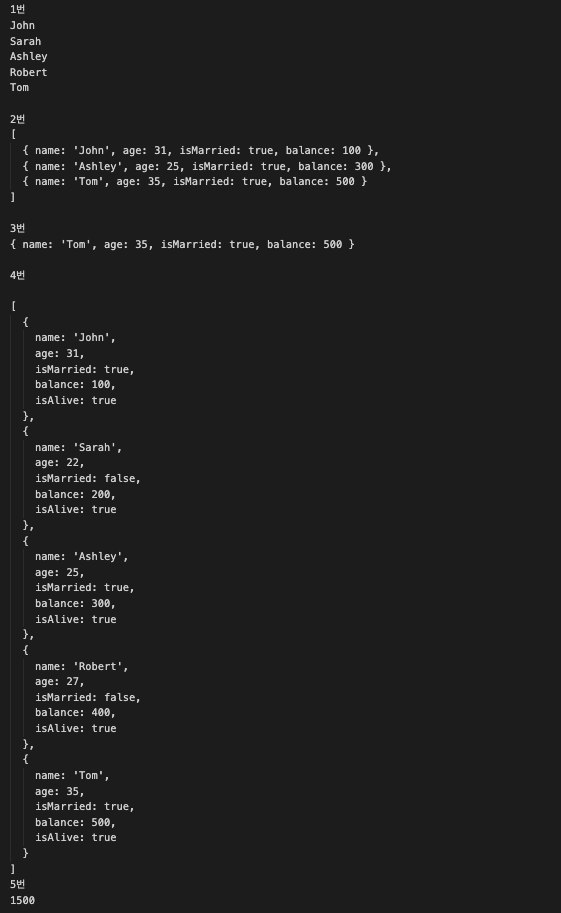 1번
John
Sarah
Ashley
Robert
Tom
2번
[
{ name: 'John', age: 31, isMarried: true, balance: 100 },
{ name: 'Ashley', age: 25, isMarried: true, balance: 300 },
{ name: 'Tom', age: 35, isMarried: true, balance: 500 }
]
3번
{ name: 'Tom', age: 35, isMarried: true, balance: 500 }
4번
[
{
name: 'John',
age: 31,
isMarried: true,
balance: 100,
isAlive: true
},
{
name: 'Sarah',
age: 22,
isMarried: false,
balance: 200,
isAlive: true
},
{
name: 'Ashley',
age: 25,
isMarried: true,
balance: 300,
isAlive: true
},
{
name: 'Robert',
age: 27,
isMarried: false,
balance: 400,
isAlive: true
},
{
name: 'Tom',
age: 35,
isMarried: true,
balance: 500,
isAlive: true
}
]
5번
1500